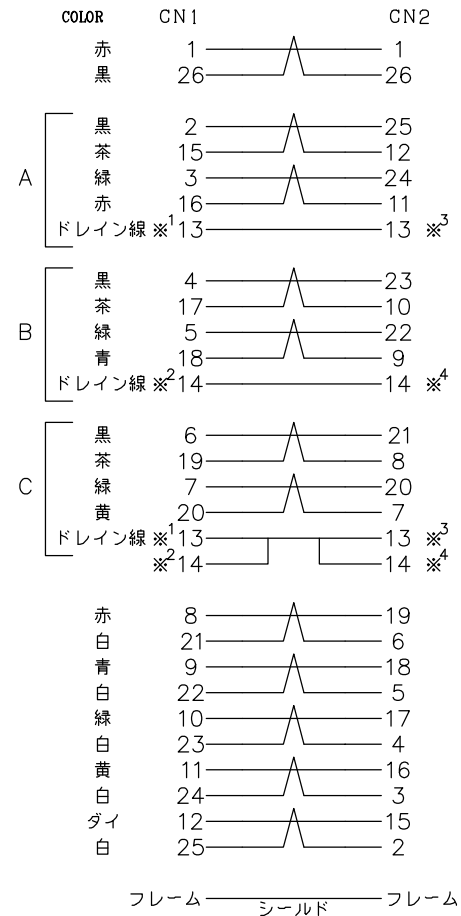 COLOR CN1 CN2
赤 1 1
黒 26 26
黒 2 25
茶 15 12
A 緑 3 24
赤 16 11
ドレイン線 ※1 13 13 ※3
黒 4 23
茶 17 10
B 緑 5 22
青 18 9
ドレイン線 ※2 14 14 ※4
黒 6 21
茶 19 8
C 緑 7 20
黄 20 7
ドレイン線 ※1 13 13 ※3
※2 14 14 ※4
赤 8 19
白 21 6
青 9 18
白 22 5
緑 10 17
白 23 4
黄 11 16
白 24 3
ダイ 12 15
白 25 2
フレーム シールド フレーム